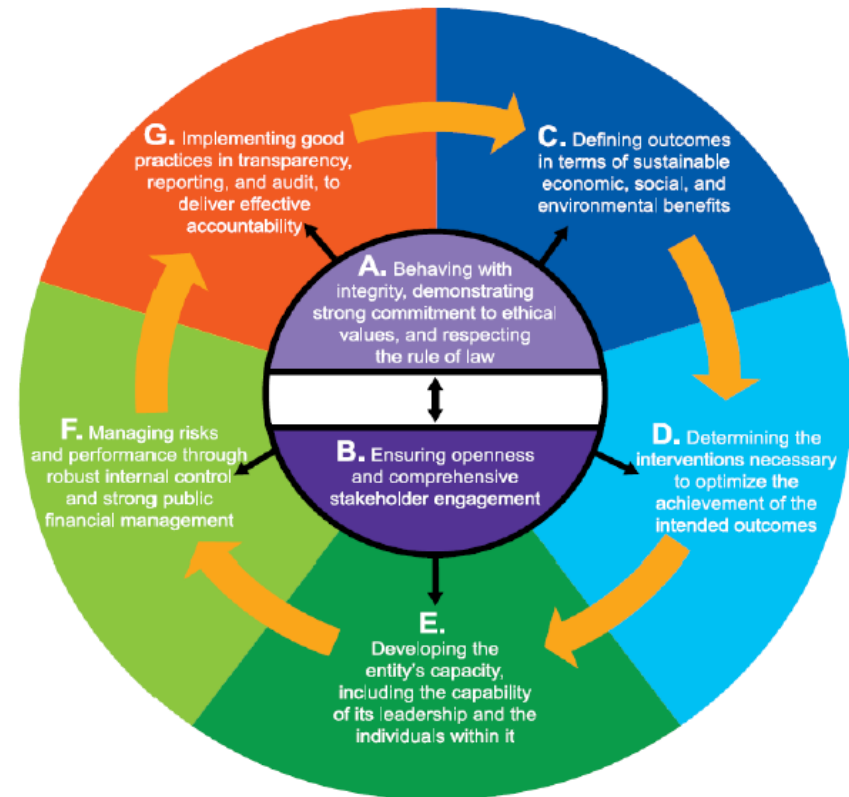 G. Implementing good
practices in transparency,
reporting, and audit, to
deliver effective
accountability
C. Defining outcomes
in terms of sustainable
economic, social, and
environmental benefits
A. Behaving with
integrity, demonstrating
strong commitment to ethical
values, and respecting
the rule of law
F. Managing risks
and performance through
robust internal control
and strong public
financial management
B. Ensuring openness
and comprehensive
stakeholder engagement
D. Determining the
interventions necessary
to optimize the
achievement of the
intended outcomes
E.
Developing the
entity's capacity,
including the capability
of its leadership and the
individuals within it